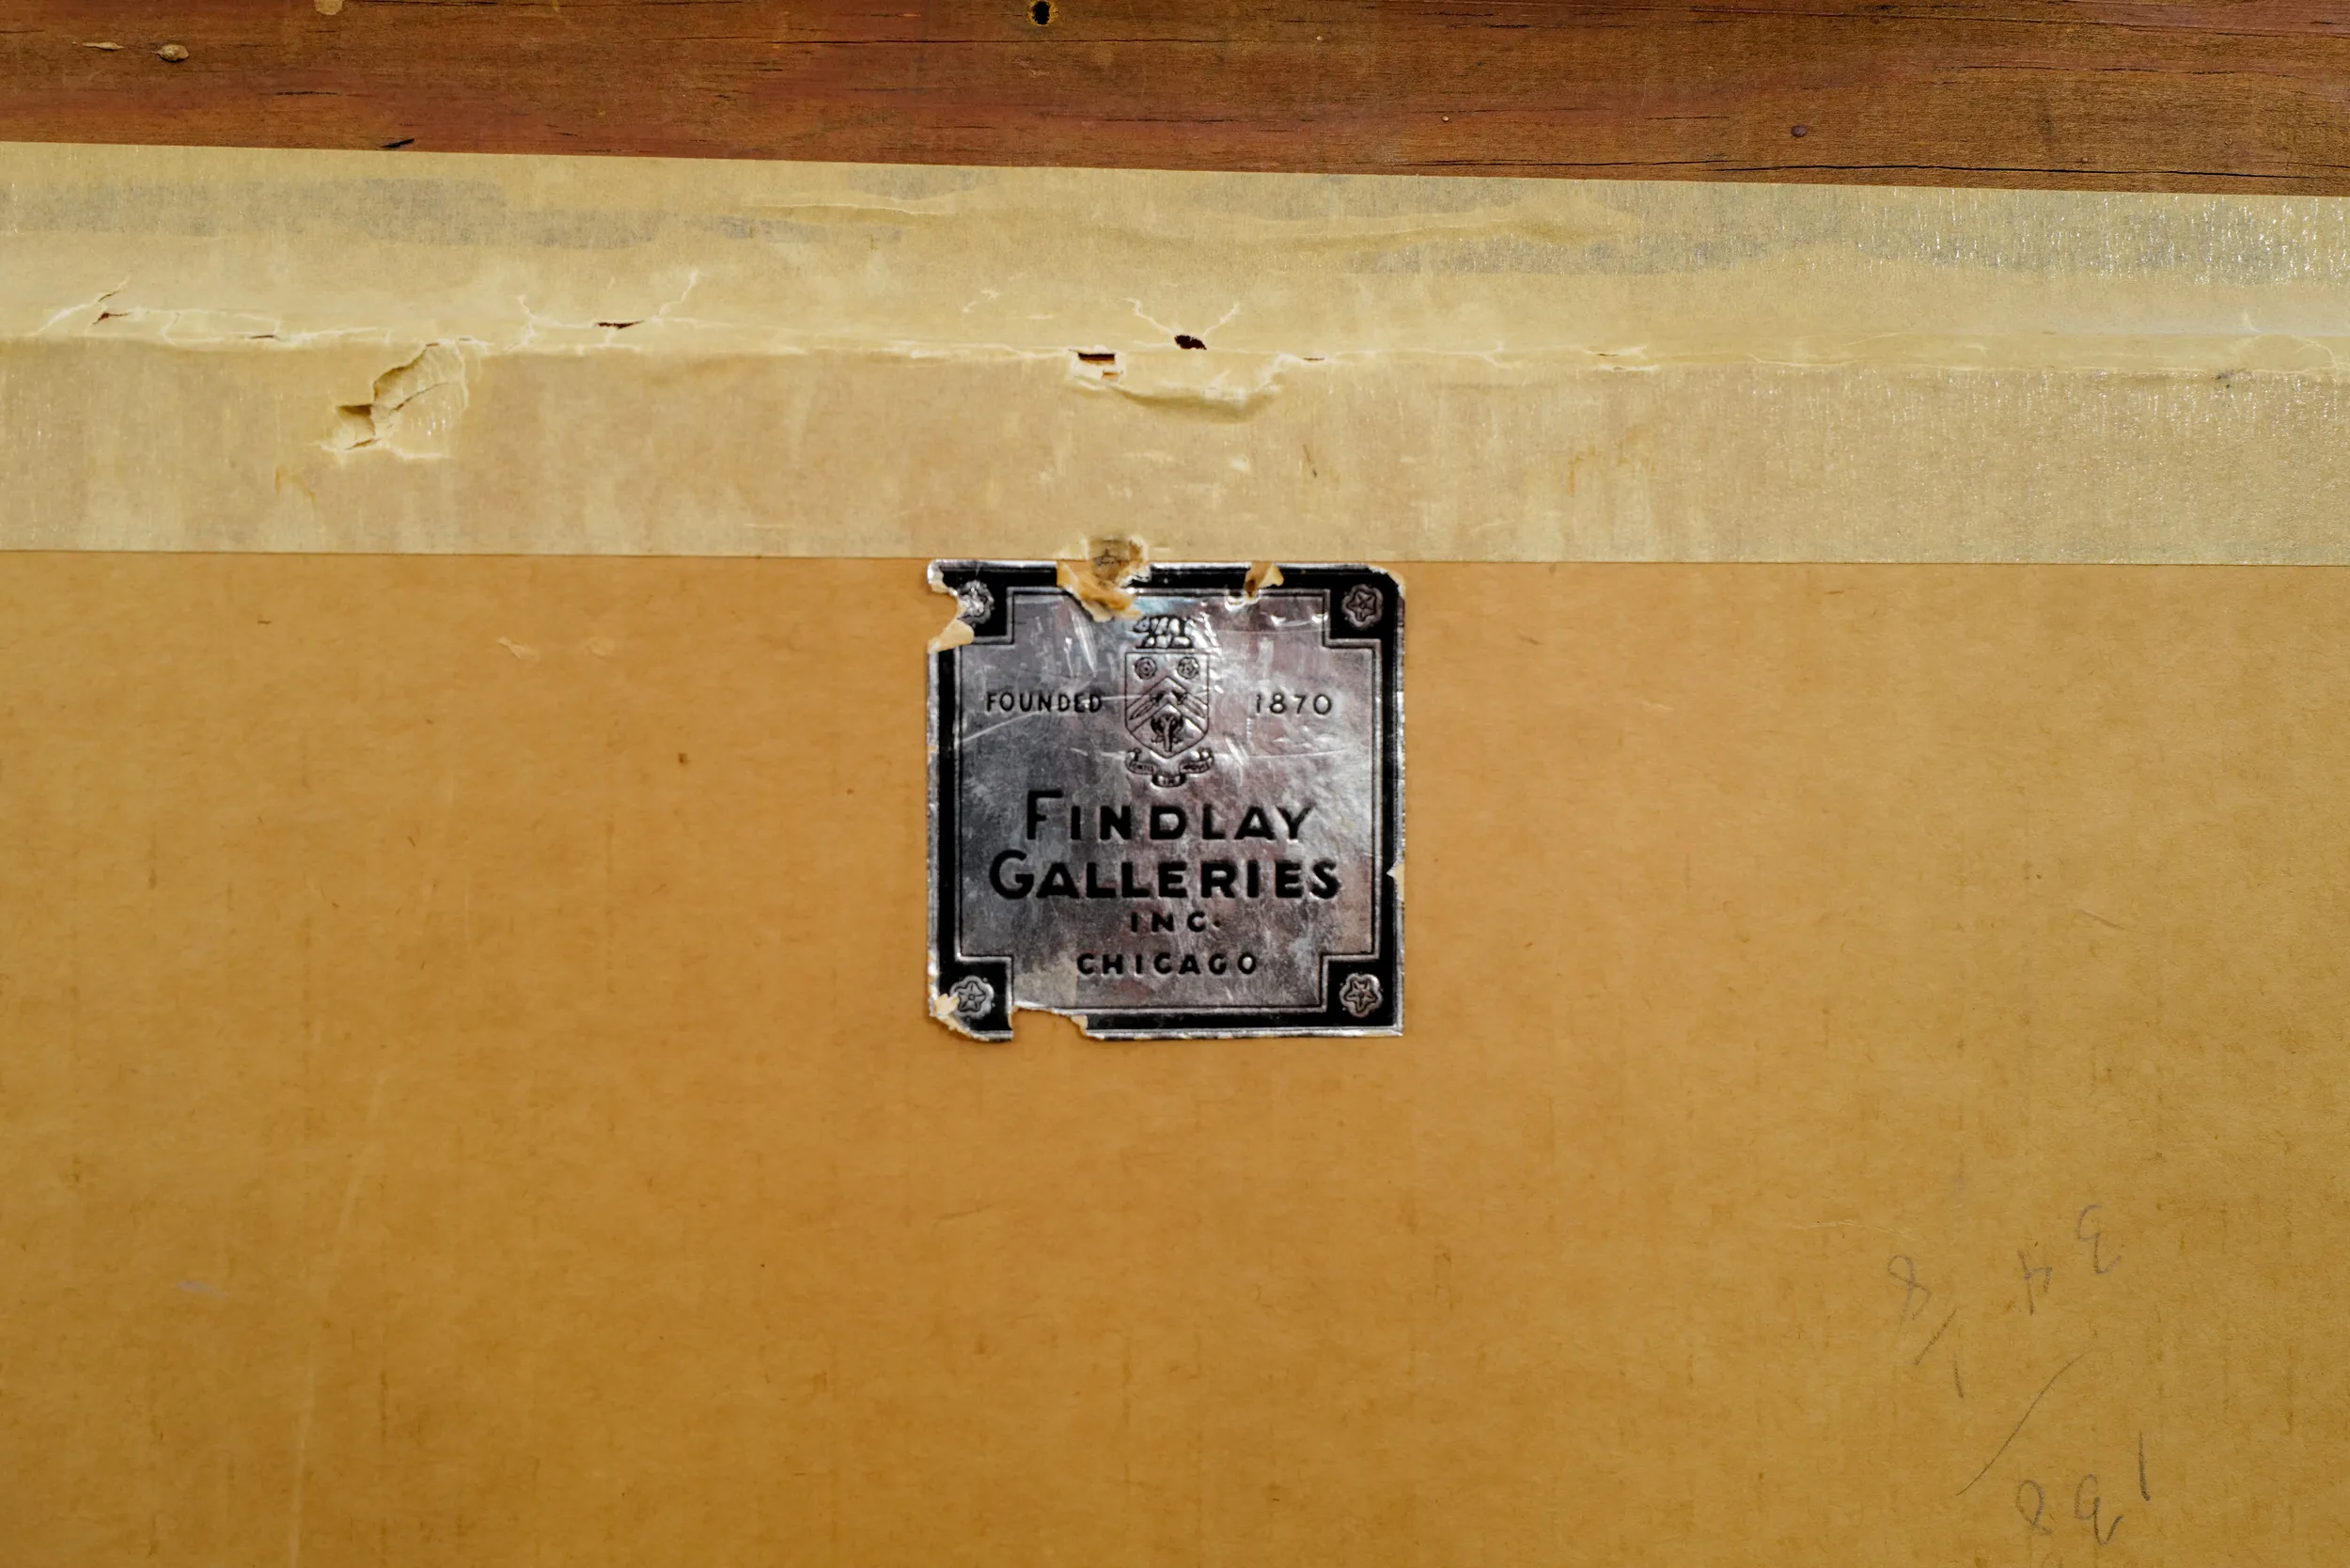 FOUNDED 1870
FINDLAY
GALLERIES
INC.
CHICAGO